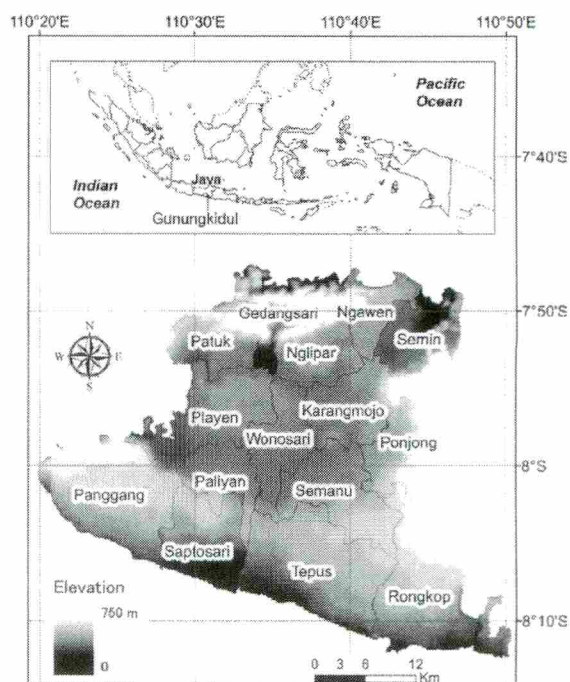 110°20'E 110°30'E 110°40'E 110°50'E
Pacific
Ocean
7°40'
Java
Indian
Ocean
Gunungkidul
7°50'
Gedangsari Ngawen
N
Patuk Nglipar Semin
W E
S
Playen Karangmojo
Wonosari Ponjong
8°S
Paliyan
Panggang Semanu
Saptosari
Tepus
Elevation
Rongkop
750 m
8°10'
0
0 3 6 12
Km